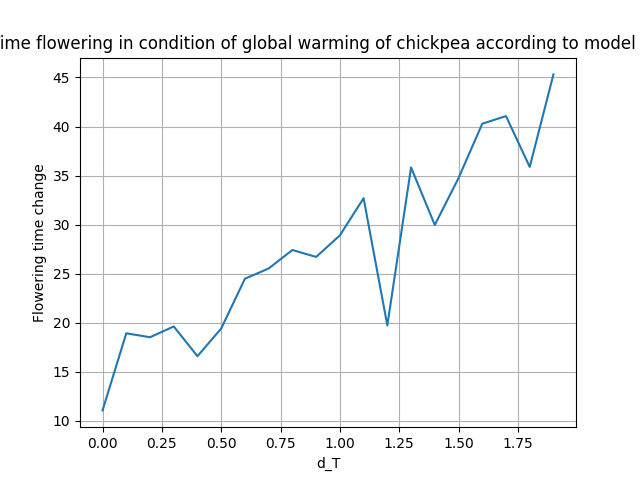 ime flowering in condition of global warming of chickpea according to model
45
40
35
30
25
20
15
10
Flowering time change
0.00 0.25 0.50 0.75 1.00 1.25 1.50 1.75
d_T